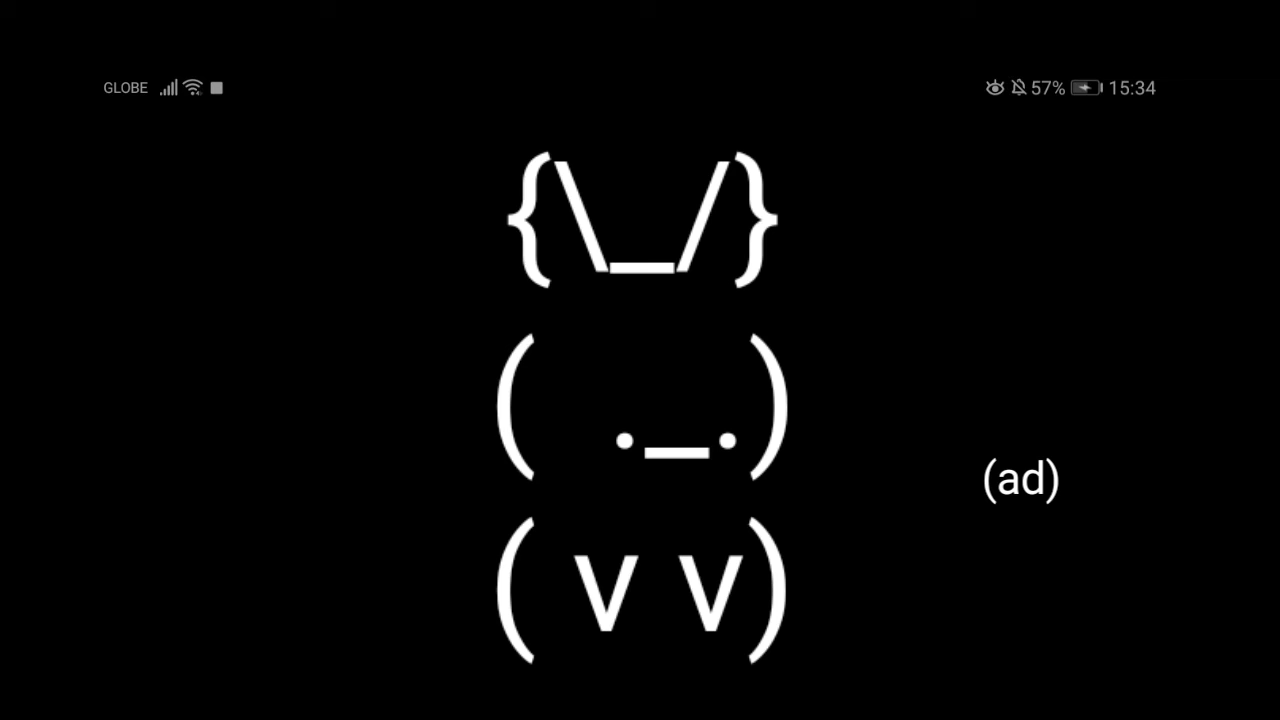 GLOBE 57% 15:34
{\_/}
( ._.)
(ad)
( v v)